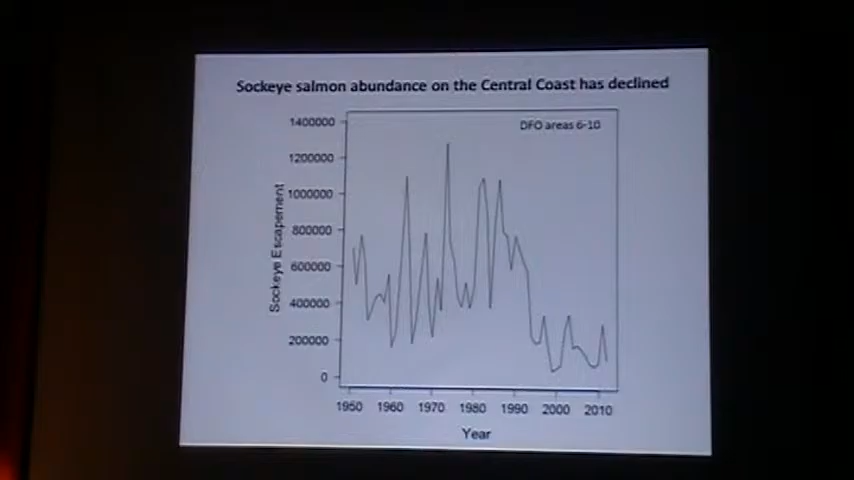 Sockeye salmon abundance on the Central Coast has declined
DFO areas 6-10
1400000
1200000
1000000
800000
600000
400000
200000
0
Sockeye Escapement
1950 1960 1970 1980 1990 2000 2010
Year